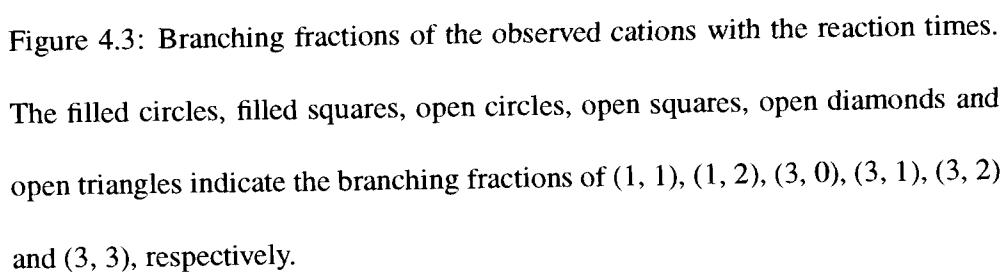 Figure 4.3: Branching fractions of the observed cations with the reaction times.
The filled circles, filled squares, open circles, open squares, open diamonds and
open triangles indicate the branching fractions of (1, 1), (1, 2), (3, 0), (3, 1), (3, 2)
and (3, 3), respectively.